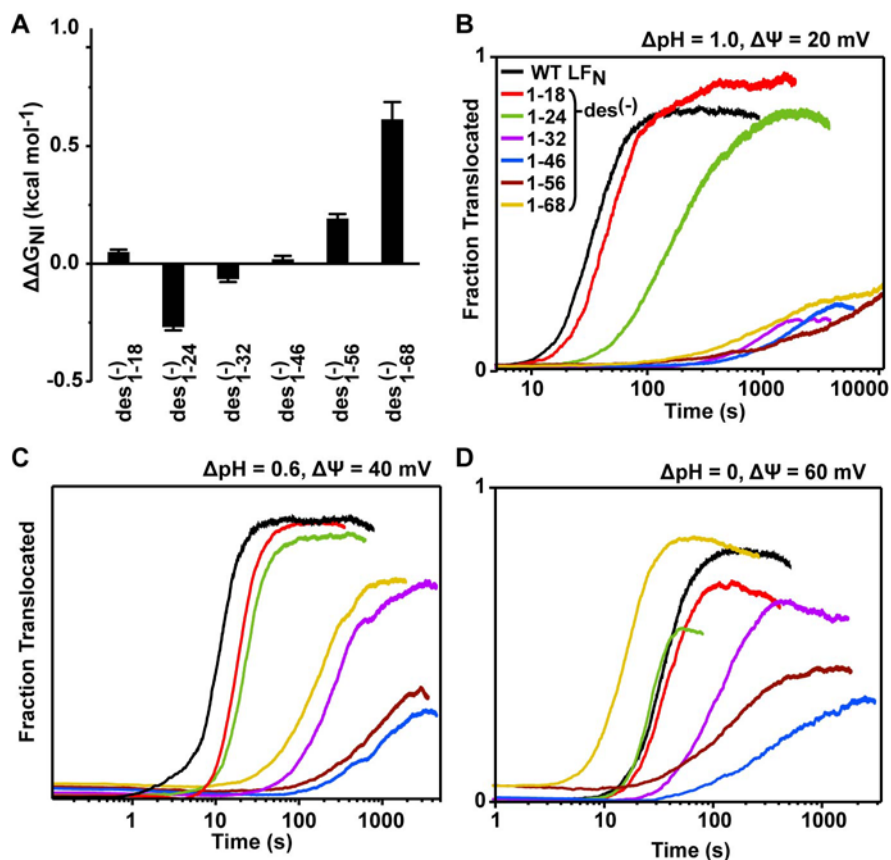 A
ΔΔG_NI (kcal mol⁻¹)
0.5
0.0
-0.5
des(-)1-18
des(-)1-24
des(-)1-32
des(-)1-46
des(-)1-56
des(-)1-68
B
ΔpH = 1.0, ΔΨ = 20 mV
Fraction Translocated
1
0
WT LF_N
1-18
1-24
1-32
1-46
1-56
1-68
des(-)
10 100 1000 10000
Time (s)
C
ΔpH = 0.6, ΔΨ = 40 mV
Fraction Translocated
1 10 100 1000
Time (s)
D
ΔpH = 0, ΔΨ = 60 mV
1
0
1 10 100 1000
Time (s)